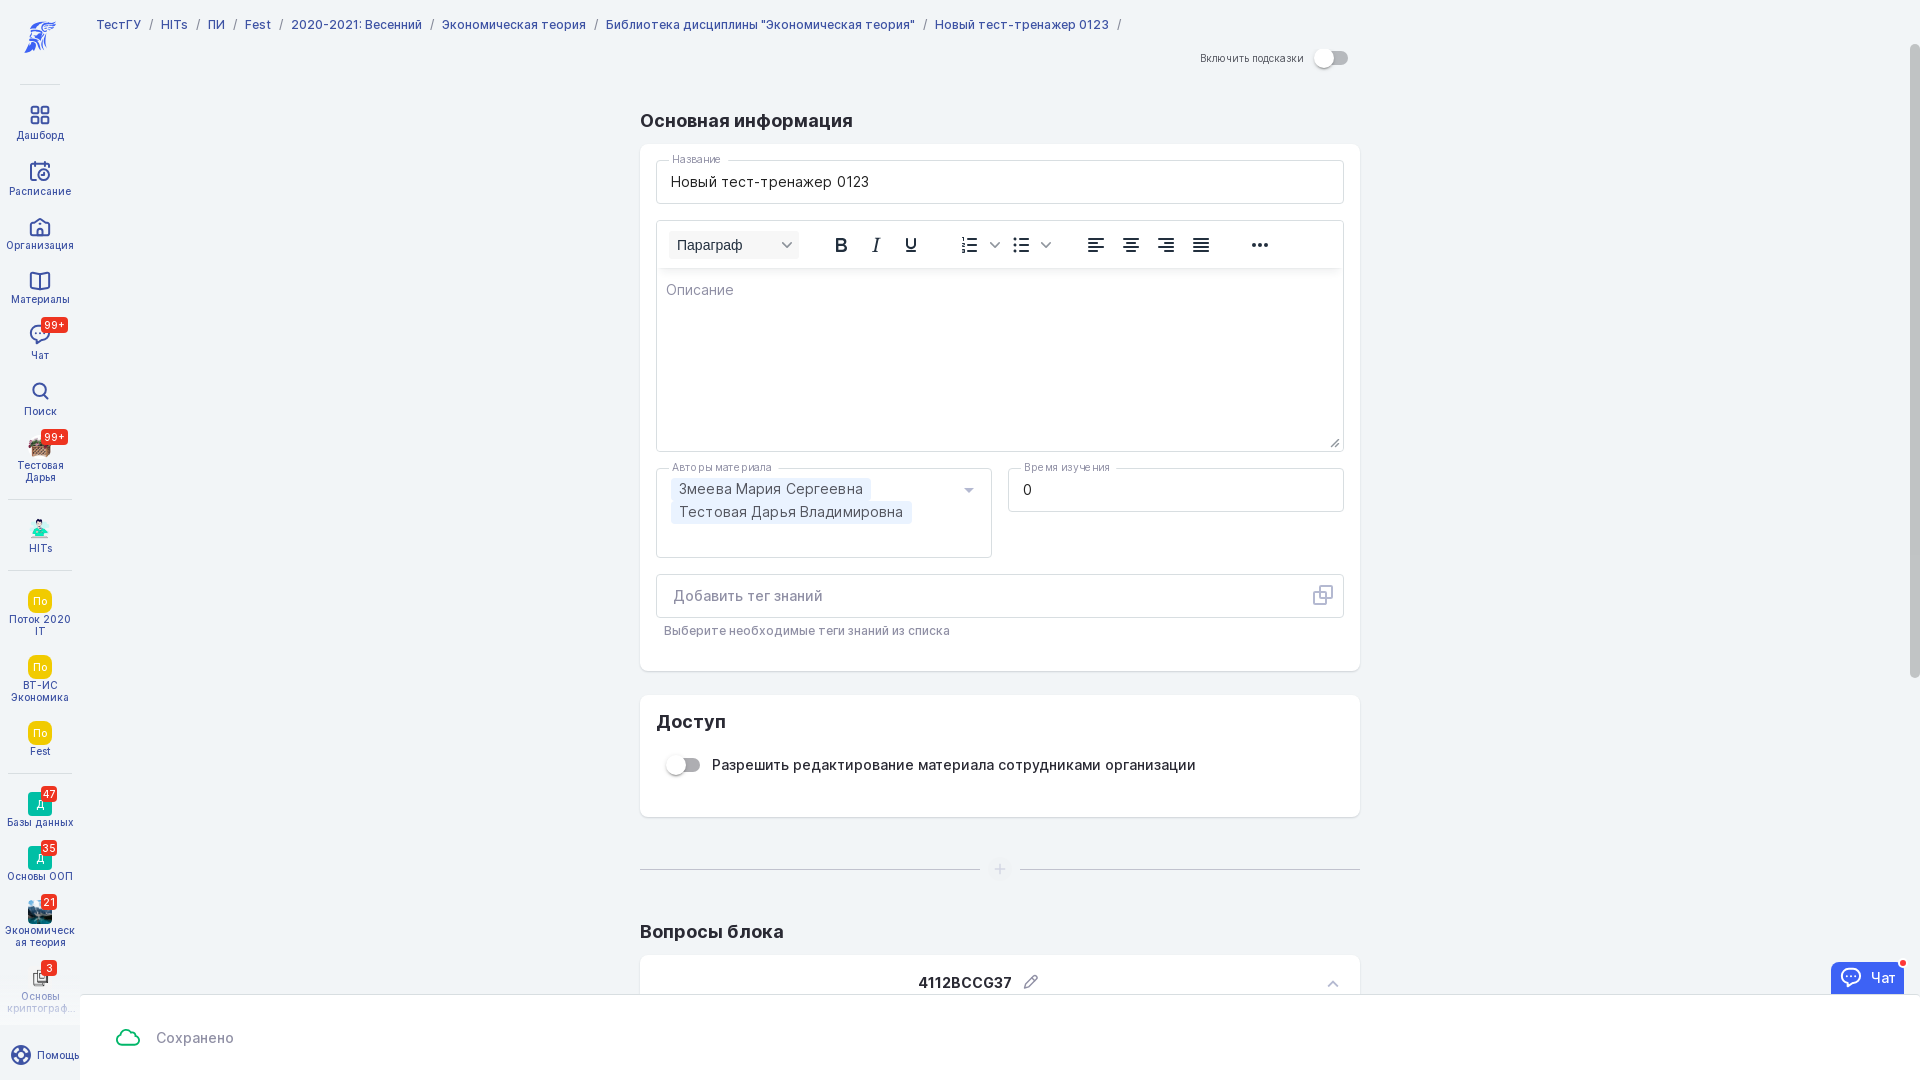 ТестГУ / HITs / ПИ / Fest / 2020-2021: Весенний / Экономическая теория / Библиотека дисциплины "Экономическая теория" / Новый тест-тренажер 0123 /
Включить подсказки
Дашборд
Расписание
Организация
Материалы
99+
Чат
Поиск
99+
Тестовая
Дарья
HITs
По
Поток 2020
IT
По
ВТ-ИС
Экономика
По
Fest
47
Д
Базы данных
35
Д
Основы ООП
21
Экономическ
ая теория
3
Основы
криптограф...
Помощь
Основная информация
Название
Новый тест-тренажер 0123
Параграф
Описание
Авторы материала
Змеева Мария Сергеевна
Тестовая Дарья Владимировна
Время изучения
0
Добавить тег знаний
Выберите необходимые теги знаний из списка
Доступ
Разрешить редактирование материала сотрудниками организации
Вопросы блока
4112BCCG37
Чат
Сохранено